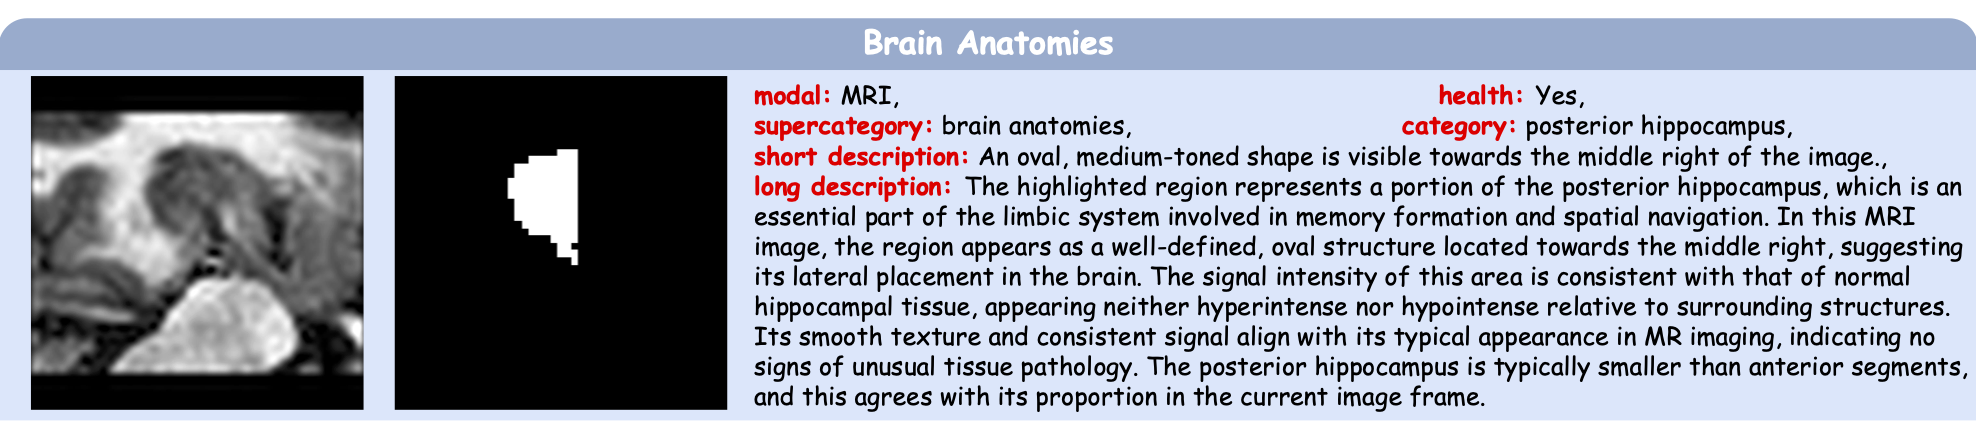 Brain Anatomies
modal: MRI, health: Yes,
supercategory: brain anatomies, category: posterior hippocampus,
short description: An oval, medium-toned shape is visible towards the middle right of the image.,
long description: The highlighted region represents a portion of the posterior hippocampus, which is an
essential part of the limbic system involved in memory formation and spatial navigation. In this MRI
image, the region appears as a well-defined, oval structure located towards the middle right, suggesting
its lateral placement in the brain. The signal intensity of this area is consistent with that of normal
hippocampal tissue, appearing neither hyperintense nor hypointense relative to surrounding structures.
Its smooth texture and consistent signal align with its typical appearance in MR imaging, indicating no
signs of unusual tissue pathology. The posterior hippocampus is typically smaller than anterior segments,
and this agrees with its proportion in the current image frame.